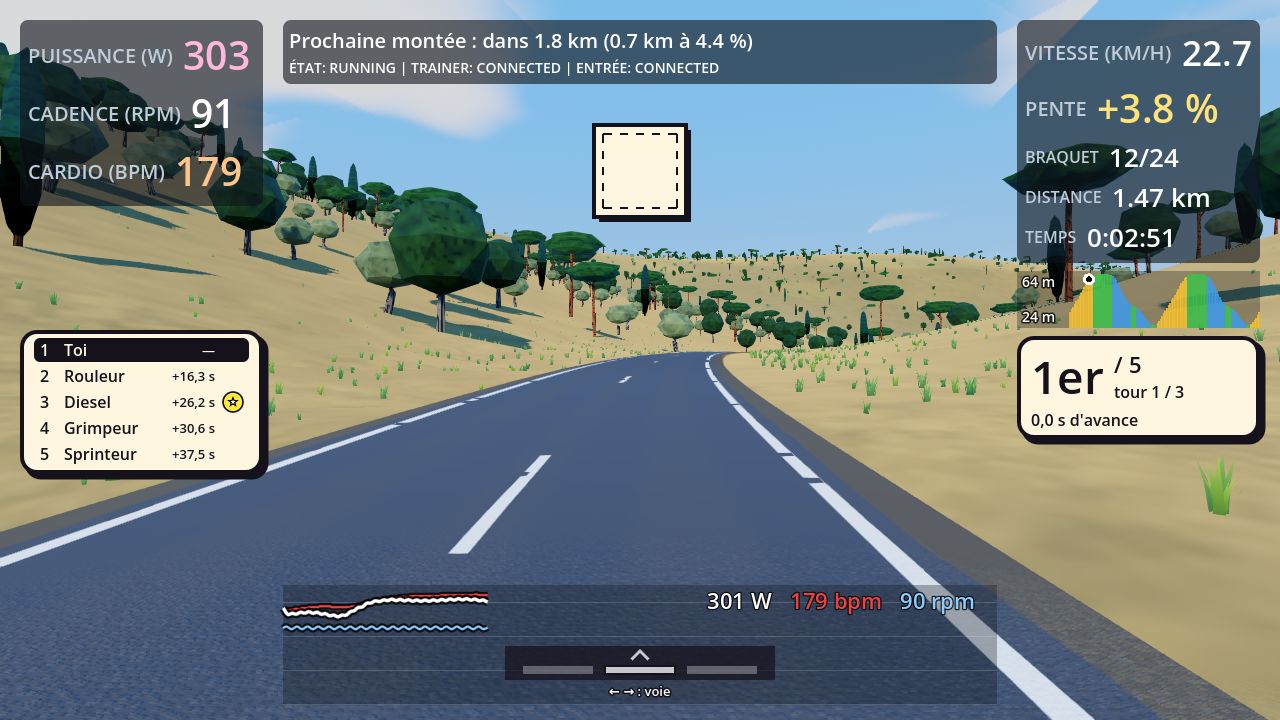 PUISSANCE (W) 303
CADENCE (RPM) 91
CARDIO (BPM) 179
Prochaine montée : dans 1.8 km (0.7 km à 4.4 %)
ÉTAT: RUNNING | TRAINER: CONNECTED | ENTRÉE: CONNECTED
VITESSE (KM/H) 22.7
PENTE +3.8 %
BRAQUET 12/24
DISTANCE 1.47 km
TEMPS 0:02:51
64 m
24 m
1 Toi —
2 Rouleur +16,3 s
3 Diesel +26,2 s
4 Grimpeur +30,6 s
5 Sprinteur +37,5 s
1er / 5
tour 1 / 3
0,0 s d'avance
301 W 179 bpm 90 rpm
← → : voie